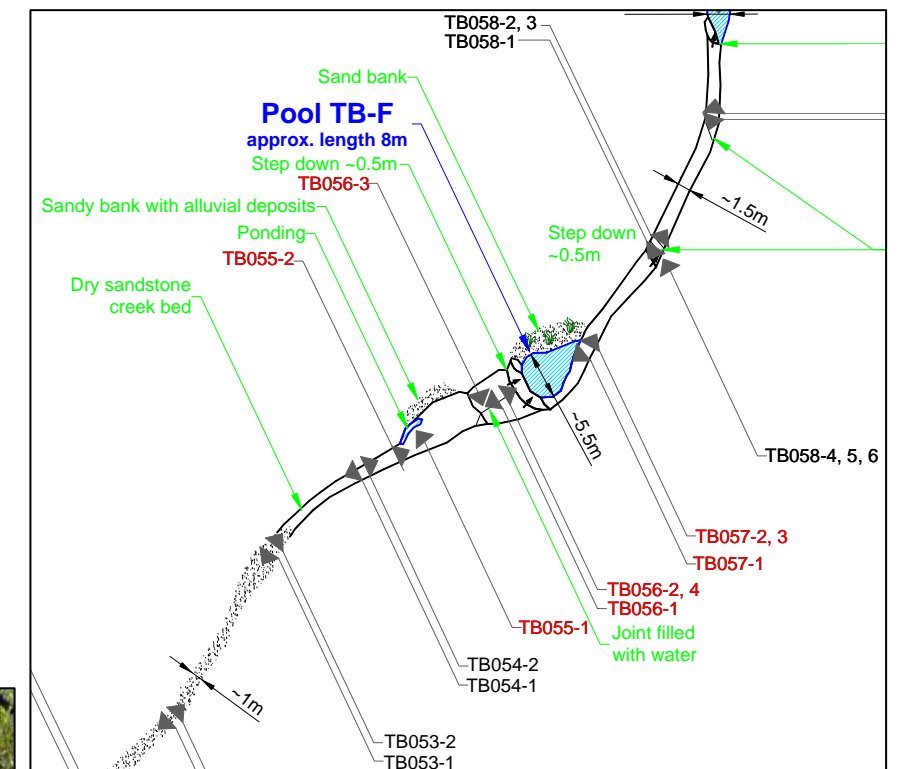 TB058-2, 3
TB058-1
Sand bank
Pool TB-F
approx. length 8m
Step down ~0.5m
TB056-3
Sandy bank with alluvial deposits
Ponding
TB055-2
Dry sandstone
creek bed
~1.5m
Step down
~0.5m
~5.5m
TB058-4, 5, 6
TB057-2, 3
TB057-1
TB056-2, 4
TB056-1
TB055-1
Joint filled
with water
TB054-2
TB054-1
~1m
TB053-2
TB053-1